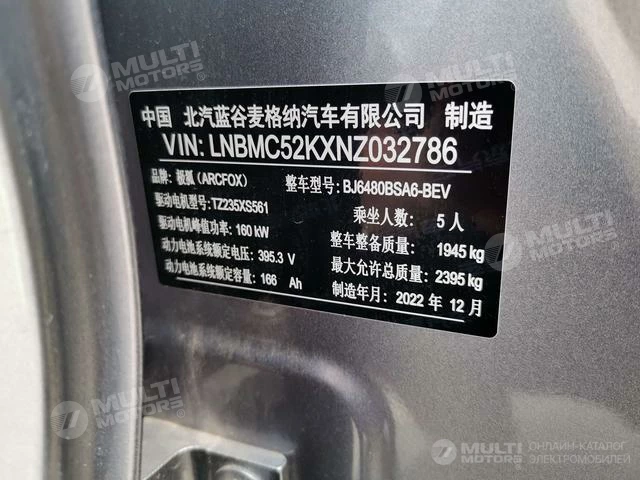 中国 北汽蓝谷麦格纳汽车有限公司 制造
VIN: LNBMC52KXNZ032786
品牌: 极狐 (ARCFOX) 整车型号: BJ6480BSA6-BEV
驱动电机型号: TZ235XS561 乘坐人数: 5 人
驱动电机峰值功率: 160 kW 整车整备质量: 1945 kg
动力电池系统额定电压: 395.3 V 最大允许总质量: 2395 kg
动力电池系统额定容量: 166 Ah 制造年月: 2022 年 12 月
MULTI MOTORS
MULTI MOTORS
MULTI MOTORS
MULTI MOTORS
MULTI MOTORS ОНЛАЙН-КАТАЛОГ ЭЛЕКТРОМОБИЛЕЙ